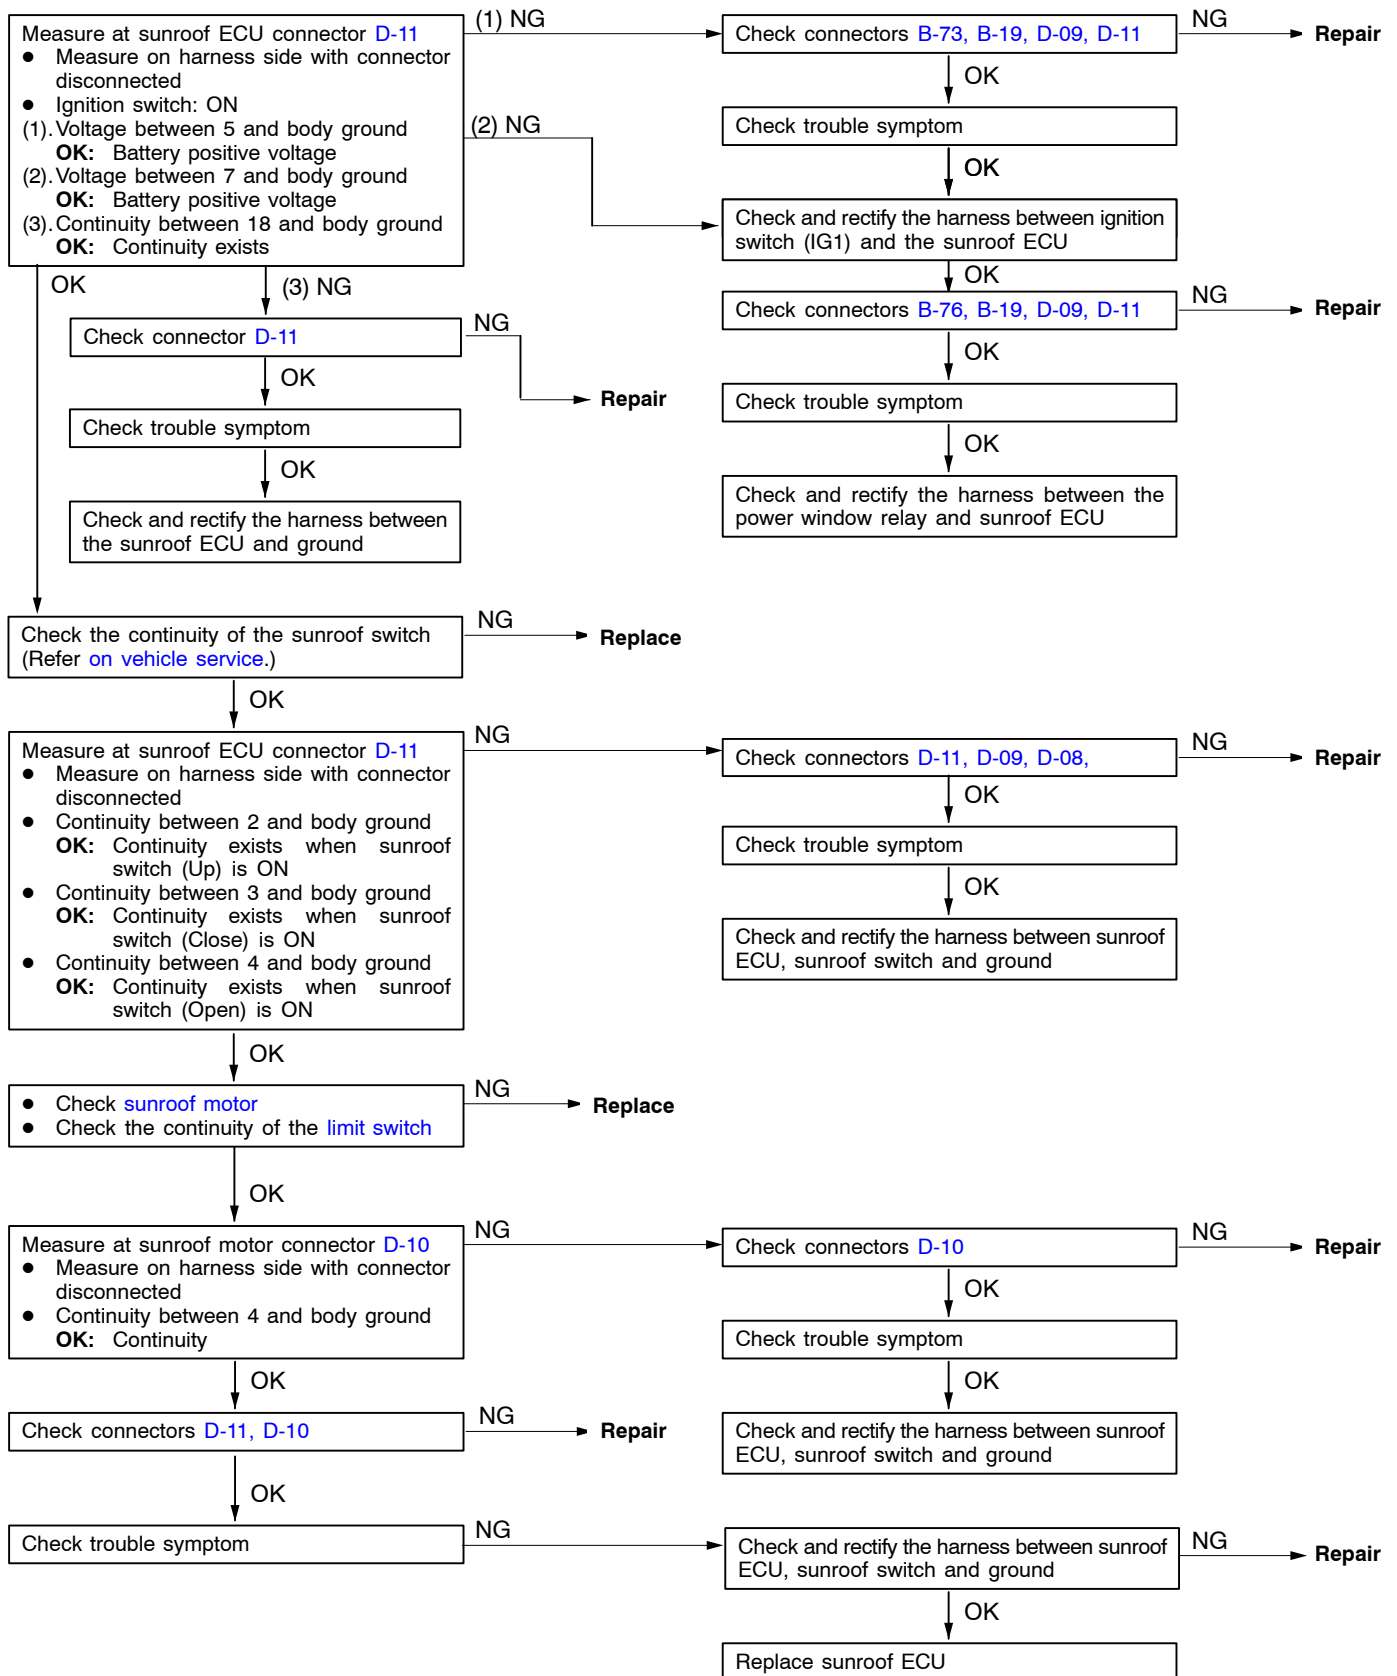 Measure at sunroof ECU connector D-11
● Measure on harness side with connector
disconnected
● Ignition switch: ON
(1). Voltage between 5 and body ground
OK: Battery positive voltage
(2). Voltage between 7 and body ground
OK: Battery positive voltage
(3). Continuity between 18 and body ground
OK: Continuity exists
(1) NG
Check connectors B-73, B-19, D-09, D-11
NG
Repair
OK
Check trouble symptom
(2) NG
OK
Check and rectify the harness between ignition
switch (IG1) and the sunroof ECU
OK
Check connectors B-76, B-19, D-09, D-11
NG
Repair
OK
Check trouble symptom
OK
Check and rectify the harness between the
power window relay and sunroof ECU
OK
(3) NG
Check connector D-11
NG
Repair
OK
Check trouble symptom
OK
Check and rectify the harness between
the sunroof ECU and ground
Check the continuity of the sunroof switch
(Refer on vehicle service.)
NG
Replace
OK
Measure at sunroof ECU connector D-11
● Measure on harness side with connector
disconnected
● Continuity between 2 and body ground
OK: Continuity exists when sunroof
switch (Up) is ON
● Continuity between 3 and body ground
OK: Continuity exists when sunroof
switch (Close) is ON
● Continuity between 4 and body ground
OK: Continuity exists when sunroof
switch (Open) is ON
NG
Check connectors D-11, D-09, D-08,
NG
Repair
OK
Check trouble symptom
OK
Check and rectify the harness between sunroof
ECU, sunroof switch and ground
OK
● Check sunroof motor
● Check the continuity of the limit switch
NG
Replace
OK
Measure at sunroof motor connector D-10
● Measure on harness side with connector
disconnected
● Continuity between 4 and body ground
OK: Continuity
NG
Check connectors D-10
NG
Repair
OK
Check trouble symptom
OK
Check and rectify the harness between sunroof
ECU, sunroof switch and ground
OK
Check connectors D-11, D-10
NG
Repair
OK
Check trouble symptom
NG
Check and rectify the harness between sunroof
ECU, sunroof switch and ground
NG
Repair
OK
Replace sunroof ECU